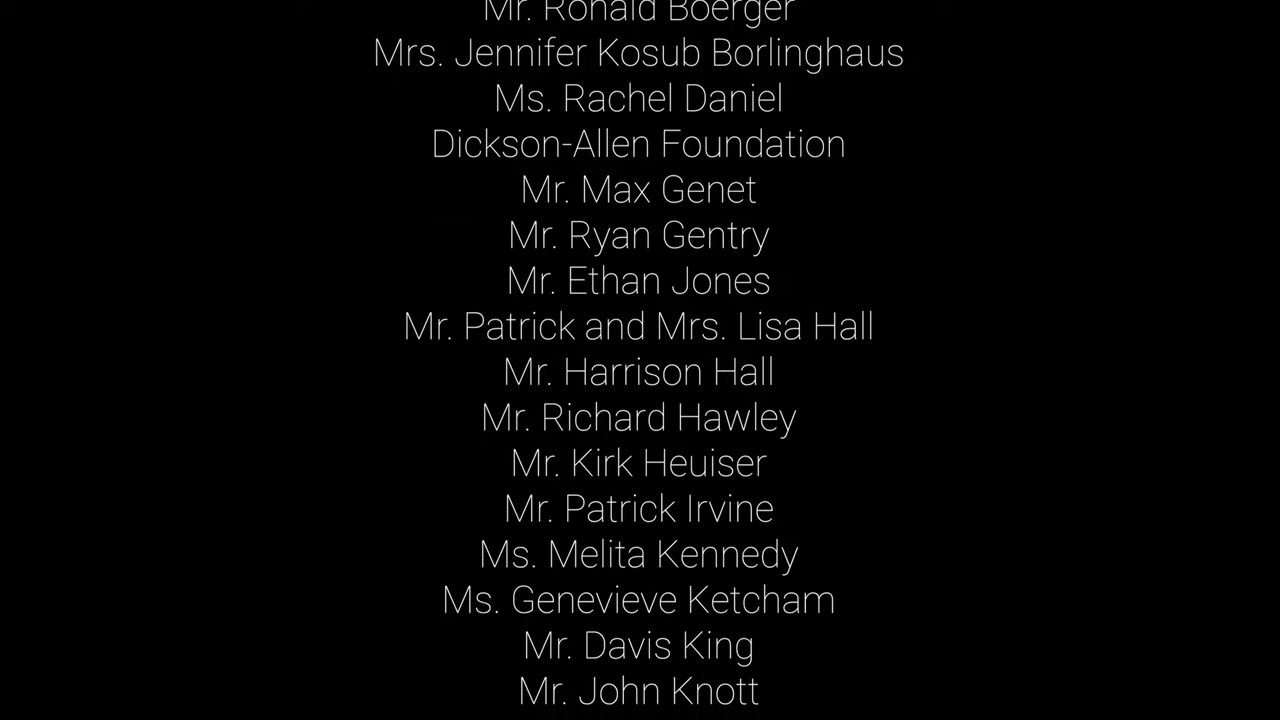 Mr. Ronald Boerger
Mrs. Jennifer Kosub Borlinghaus
Ms. Rachel Daniel
Dickson-Allen Foundation
Mr. Max Genet
Mr. Ryan Gentry
Mr. Ethan Jones
Mr. Patrick and Mrs. Lisa Hall
Mr. Harrison Hall
Mr. Richard Hawley
Mr. Kirk Heuiser
Mr. Patrick Irvine
Ms. Melita Kennedy
Ms. Genevieve Ketcham
Mr. Davis King
Mr. John Knott